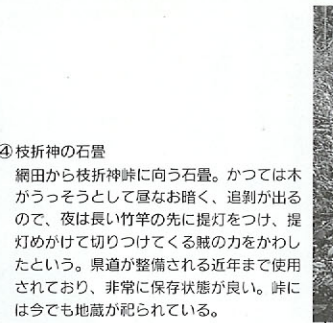 ④枝折神の石畳
網田から枝折神峠に向う石畳。かつては木
がうっそうとして昼なお暗く、追剝が出る
ので、夜は長い竹竿の先に提灯をつけ、提
灯めがけて切りつけてくる賊の力をかわし
たという。県道が整備される近年まで使用
されており、非常に保存状態が良い。峠に
は今でも地蔵が祀られている。